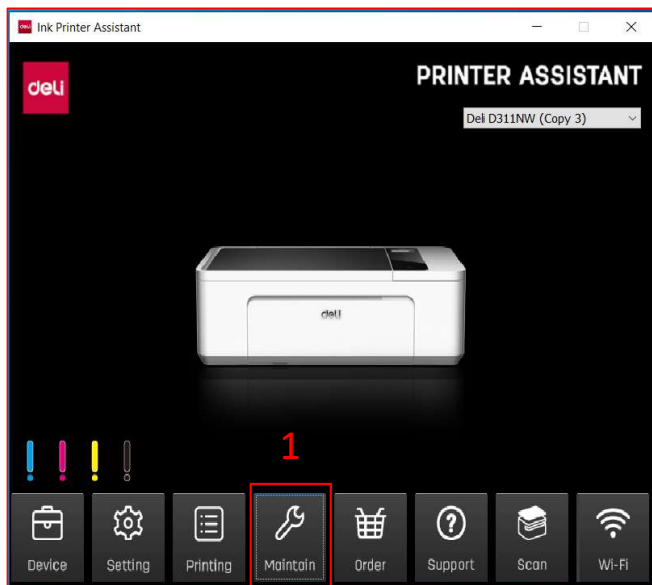 deli Ink Printer Assistant
deli
PRINTER ASSISTANT
Deli D311NW (Copy 3)
deli
1
Device Setting Printing Maintain Order Support Scan Wi-Fi